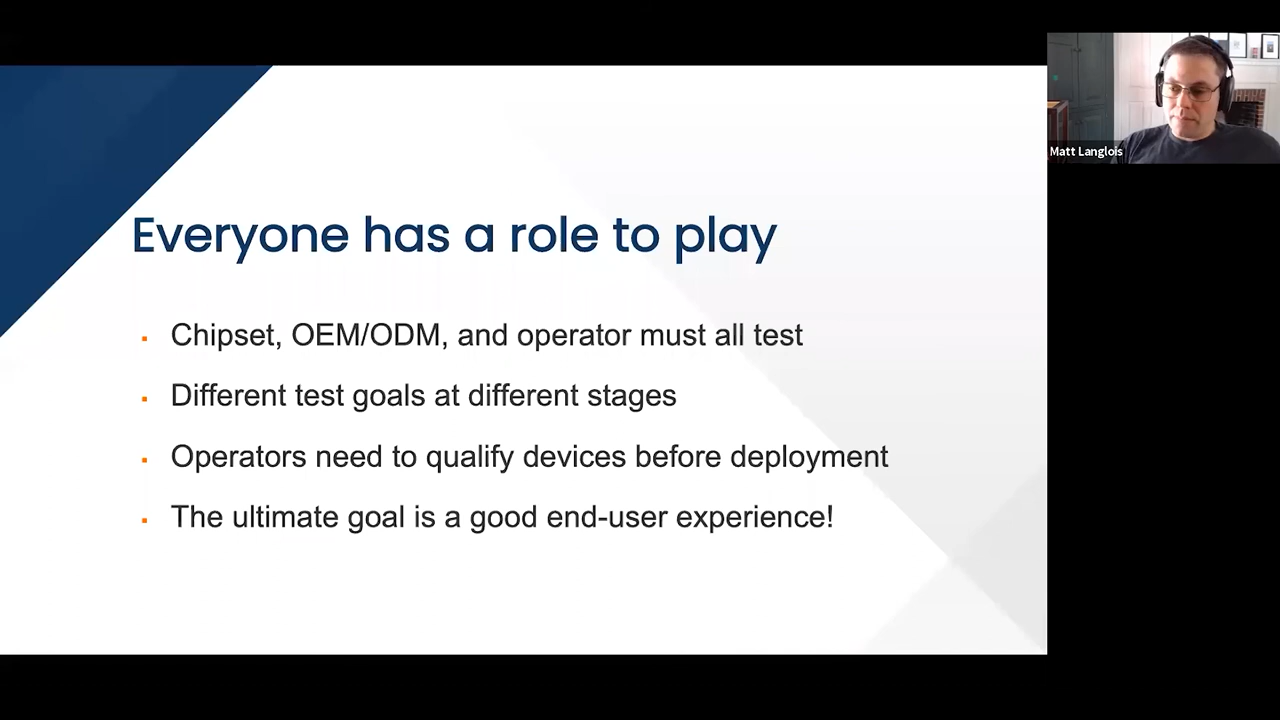 Everyone has a role to play
Chipset, OEM/ODM, and operator must all test
Different test goals at different stages
Operators need to qualify devices before deployment
The ultimate goal is a good end-user experience!
Matt Langlois